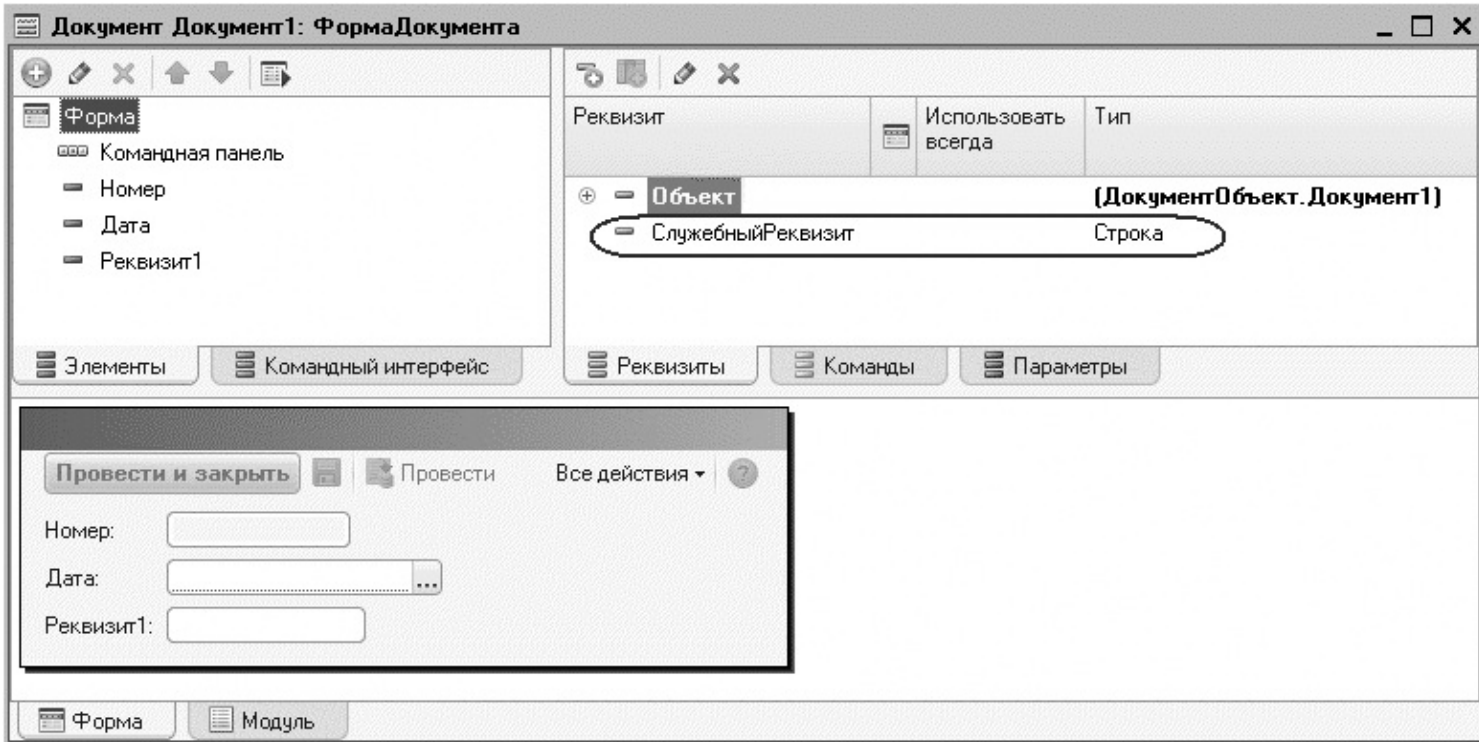 Документ Документ1: ФормаДокумента
Форма
Командная панель
Номер
Дата
Реквизит1
Элементы
Командный интерфейс
Реквизит
Использовать всегда
Тип
Объект
(ДокументОбъект.Документ1)
СлужебныйРеквизит
Строка
Реквизиты
Команды
Параметры
Провести и закрыть
Провести
Все действия
?
Номер:
Дата:
...
Реквизит1:
Форма
Модуль